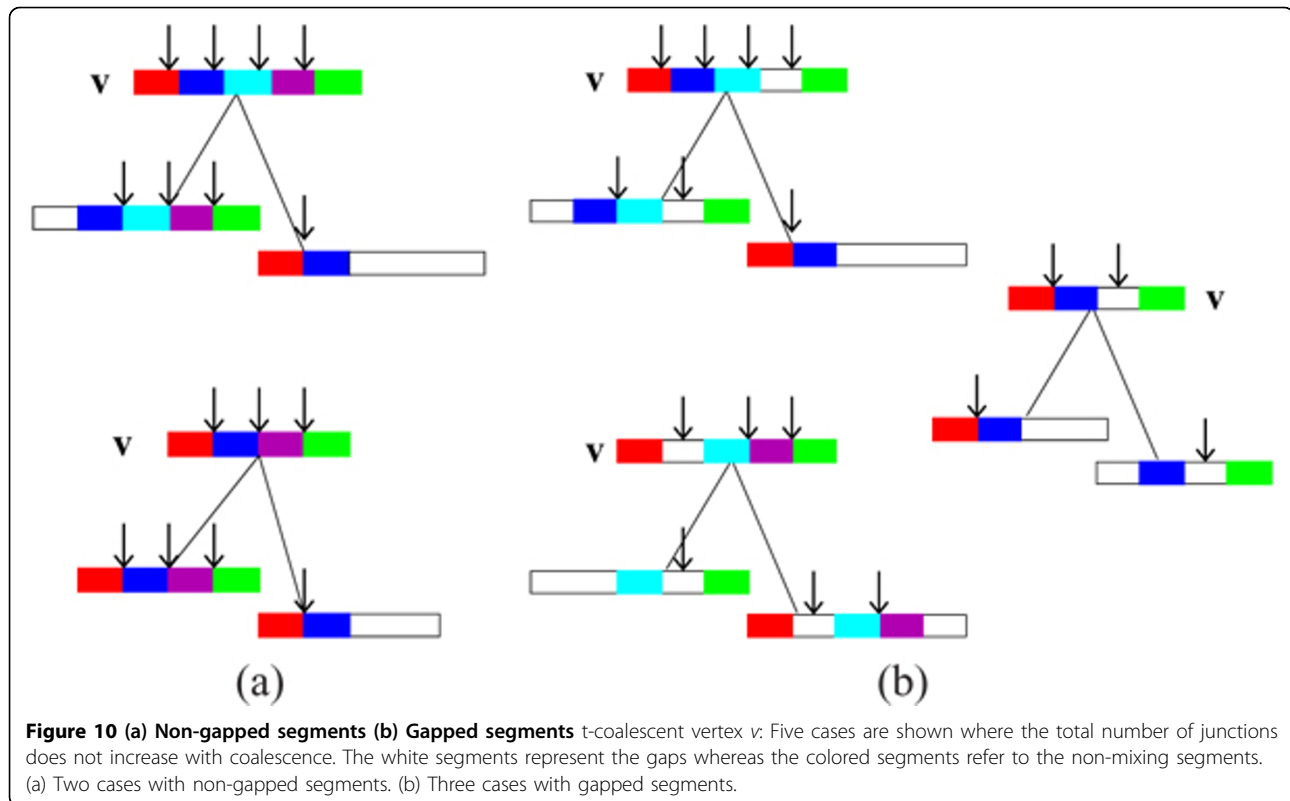 v
v
v
v
v
(a)
(b)
Figure 10 (a) Non-gapped segments (b) Gapped segments t-coalescent vertex v: Five cases are shown where the total number of junctions
does not increase with coalescence. The white segments represent the gaps whereas the colored segments refer to the non-mixing segments.
(a) Two cases with non-gapped segments. (b) Three cases with gapped segments.